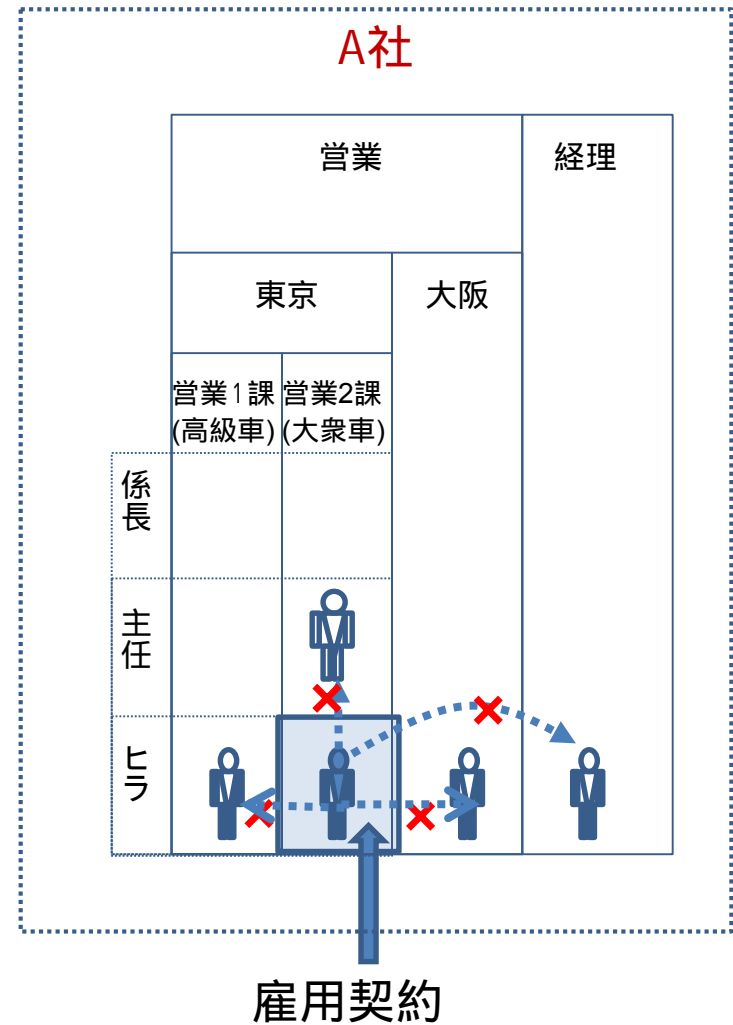 A社
営業
経理
東京
大阪
営業1課
(高級車)
営業2課
(大衆車)
係長
主任
ヒラ
雇用契約